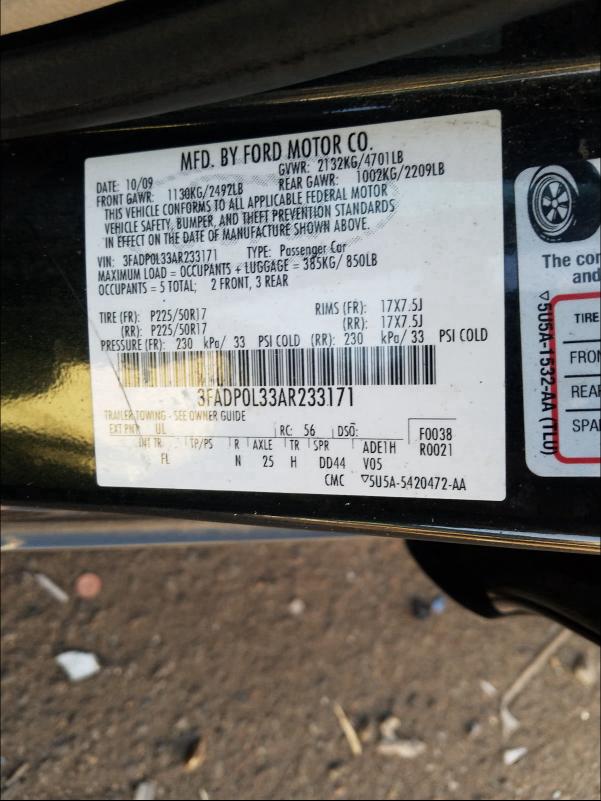 MFD. BY FORD MOTOR CO.
DATE: 10/09 GVWR: 2132KG/4701LB
FRONT GAWR: 1130KG/2492LB REAR GAWR: 1002KG/2209LB
THIS VEHICLE CONFORMS TO ALL APPLICABLE FEDERAL MOTOR
VEHICLE SAFETY, BUMPER, AND THEFT PREVENTION STANDARDS
IN EFFECT ON THE DATE OF MANUFACTURE SHOWN ABOVE.
VIN: 3FADP0L33AR233171 TYPE: Passenger Car
MAXIMUM LOAD = OCCUPANTS + LUGGAGE = 385KG/ 850LB
OCCUPANTS = 5 TOTAL; 2 FRONT, 3 REAR
TIRE (FR): P225/50R17 RIMS (FR): 17X7.5J
(RR): P225/50R17 (RR): 17X7.5J
PRESSURE (FR): 230 kPa/ 33 PSI COLD (RR): 230 kPa/ 33 PSI COLD
3FADP0L33AR233171
TRAILER TOWING - SEE OWNER GUIDE
EXT PNT: UL RC: 56 DSO: F0038
INT TR TP/PS R AXLE TR SPR ADE1H R0021
FL N 25 H DD44 V05
CMC ▽5U5A-5420472-AA
The co
and
▽5U5A-1532-AA (TLU)
TIRE
FRON
REA
SPA